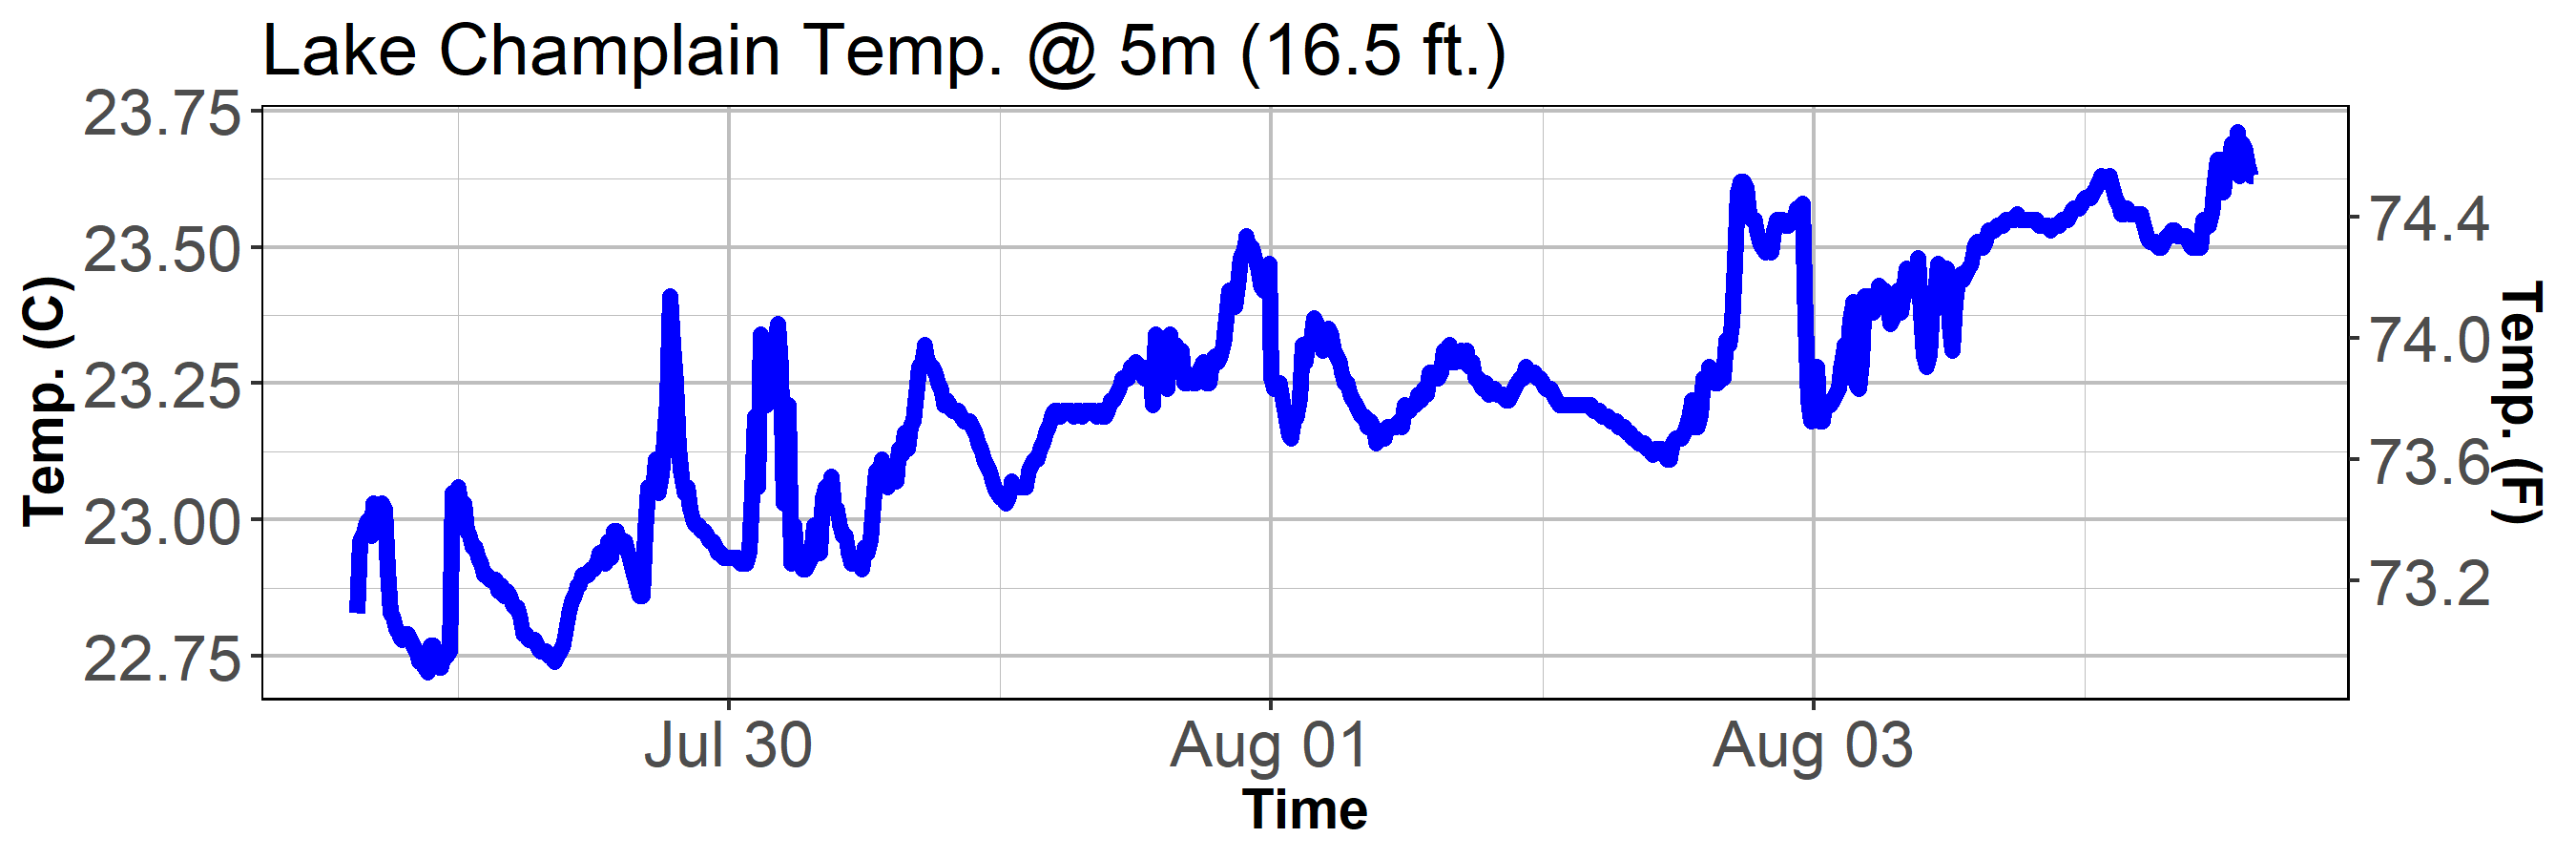 Lake Champlain Temp. @ 5m (16.5 ft.)
23.75
23.50
23.25
23.00
22.75
Temp. (C)
74.4
74.0
73.6
73.2
Temp. (F)
Jul 30
Aug 01
Aug 03
Time